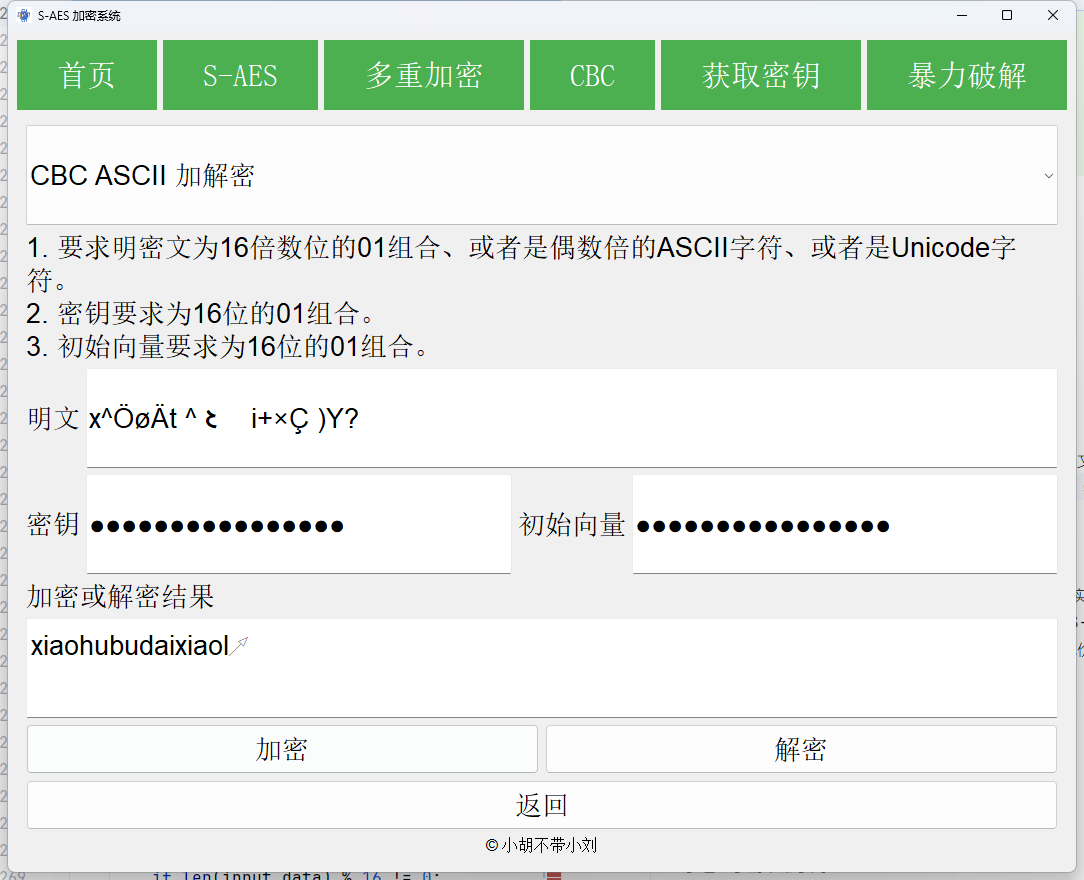 S-AES 加密系统
首页 S-AES 多重加密 CBC 获取密钥 暴力破解
CBC ASCII 加解密
1. 要求明密文为16倍数位的01组合、或者是偶数倍的ASCII字符、或者是Unicode字
符。
2. 密钥要求为16位的01组合。
3. 初始向量要求为16位的01组合。
明文 x^ÖøÄt ^ i+×Ç )Y?
密钥 ●●●●●●●●●●●●●●●● 初始向量 ●●●●●●●●●●●●●●●●
加密或解密结果
xiaohubudaixiaol
加密 解密
返回
© 小胡不带小刘
if len(input_data) % 16 != 0: